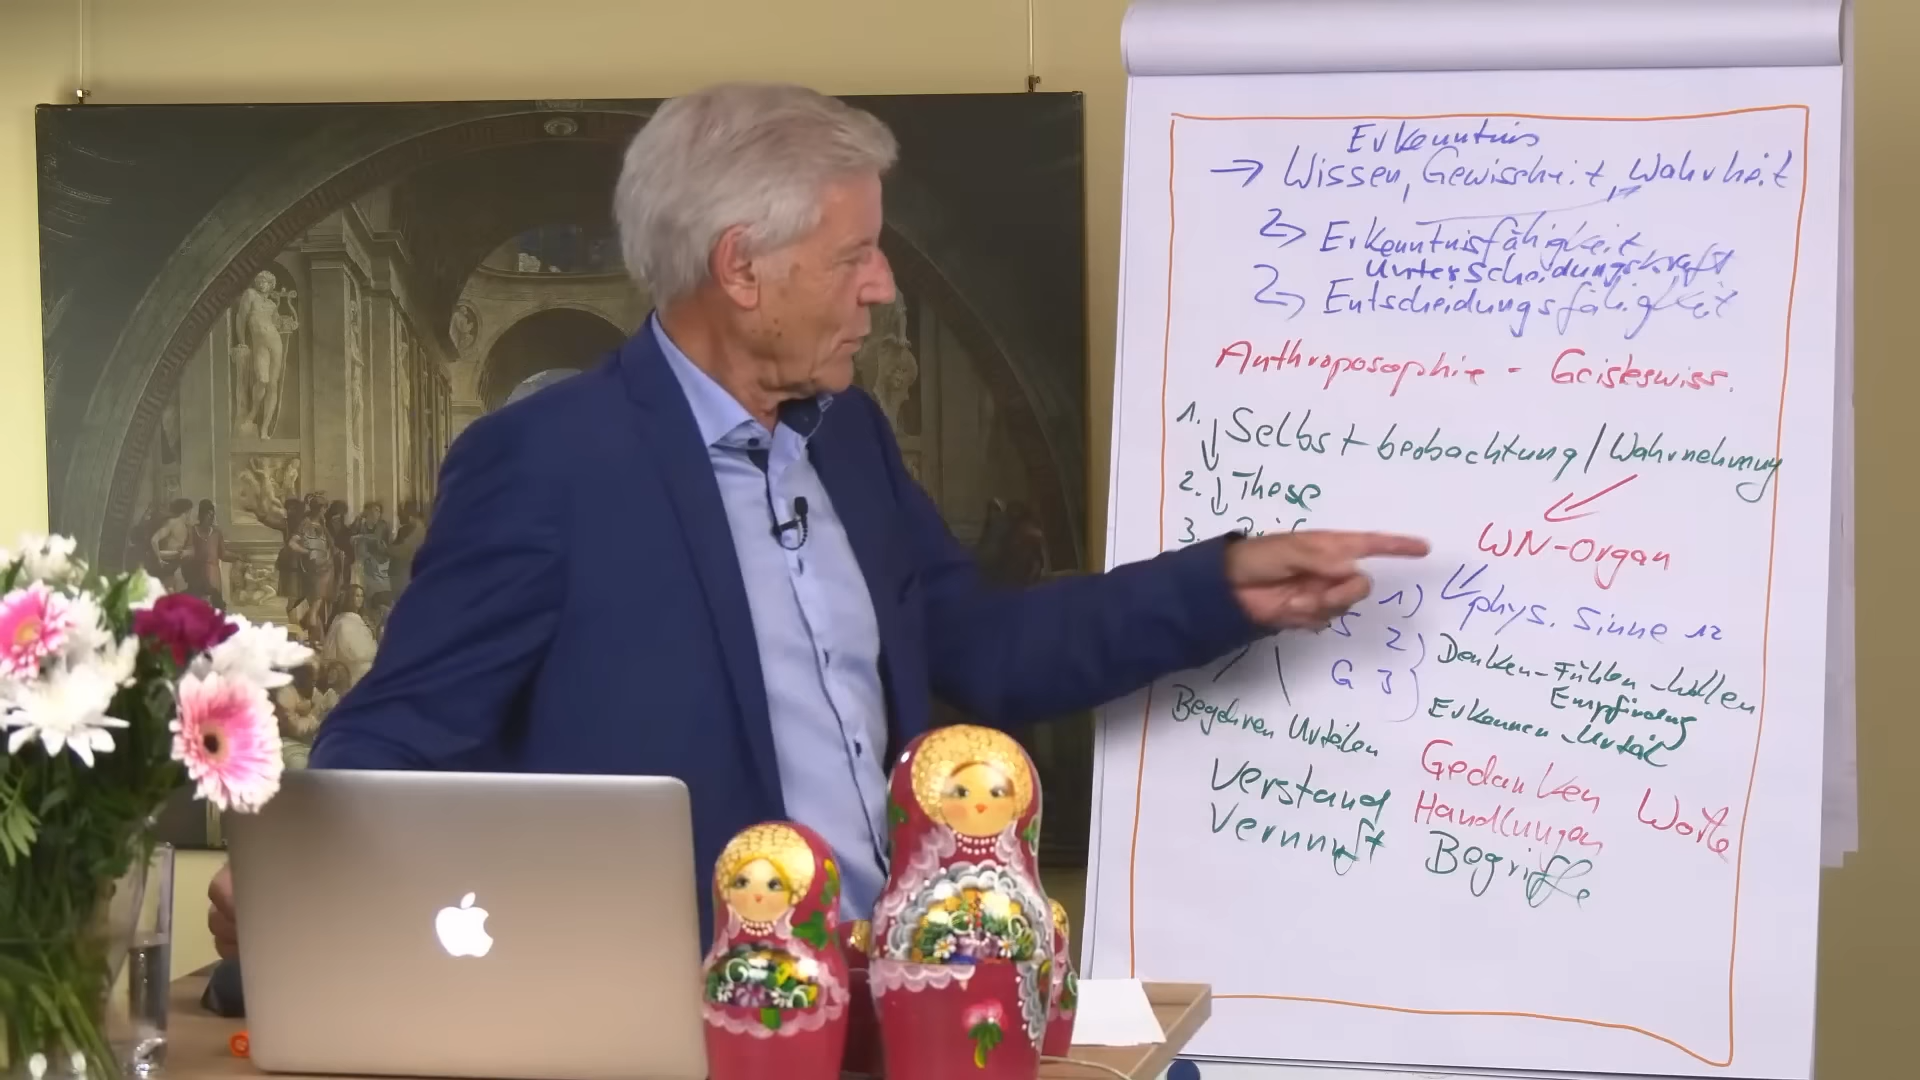 Erkenntnis
→ Wissen, Gewissheit, Wahrheit
→ Erkenntnisfähigkeit
Unterscheidungskraft
→ Entscheidungsfähigkeit
Anthroposophie - Geisteswiss.
1. Selbstbeobachtung/Wahrnehmung
2. These
3.
WN-Organ
1) phys. Sinne 12
S 2 Denken-Fühlen-Wollen
Empfindung
G 3 Erkennen-Urteil
Begehren Urteilen
Verstand
Vernunft
Gedanken Worte
Handlungen
Begriffe